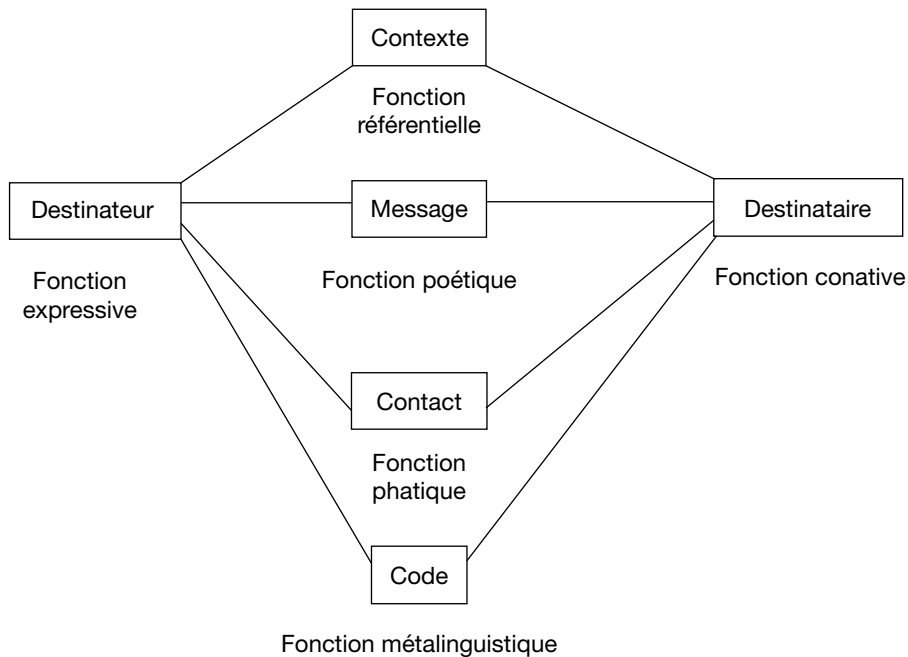 Contexte
Fonction
référentielle
Destinateur
Message
Destinataire
Fonction
expressive
Fonction poétique
Fonction conative
Contact
Fonction
phatique
Code
Fonction métalinguistique